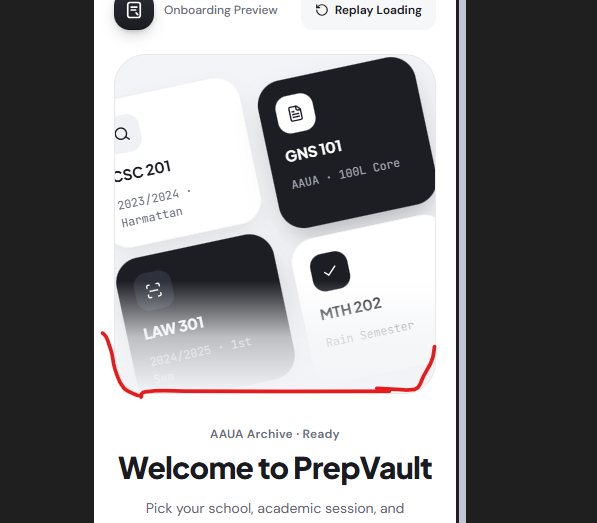 Onboarding Preview
Replay Loading
CSC 201
2023/2024 ·
Harmattan
GNS 101
AAUA · 100L Core
LAW 301
2024/2025 · 1st
MTH 202
Rain Semester
AAUA Archive · Ready
Welcome to PrepVault
Pick your school, academic session, and